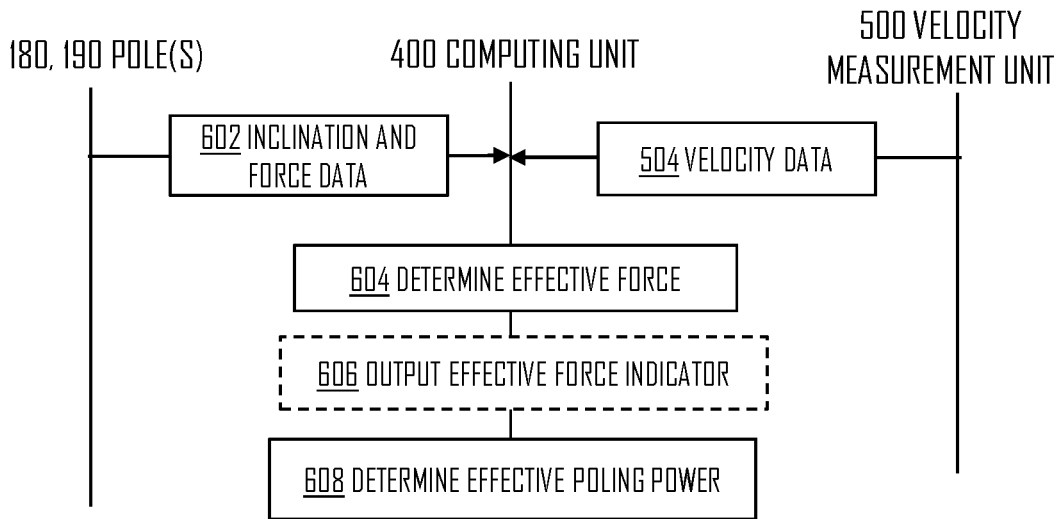 180, 190 POLE(S)
400 COMPUTING UNIT
500 VELOCITY
MEASUREMENT UNIT
602 INCLINATION AND
FORCE DATA
504 VELOCITY DATA
604 DETERMINE EFFECTIVE FORCE
606 OUTPUT EFFECTIVE FORCE INDICATOR
608 DETERMINE EFFECTIVE POLING POWER